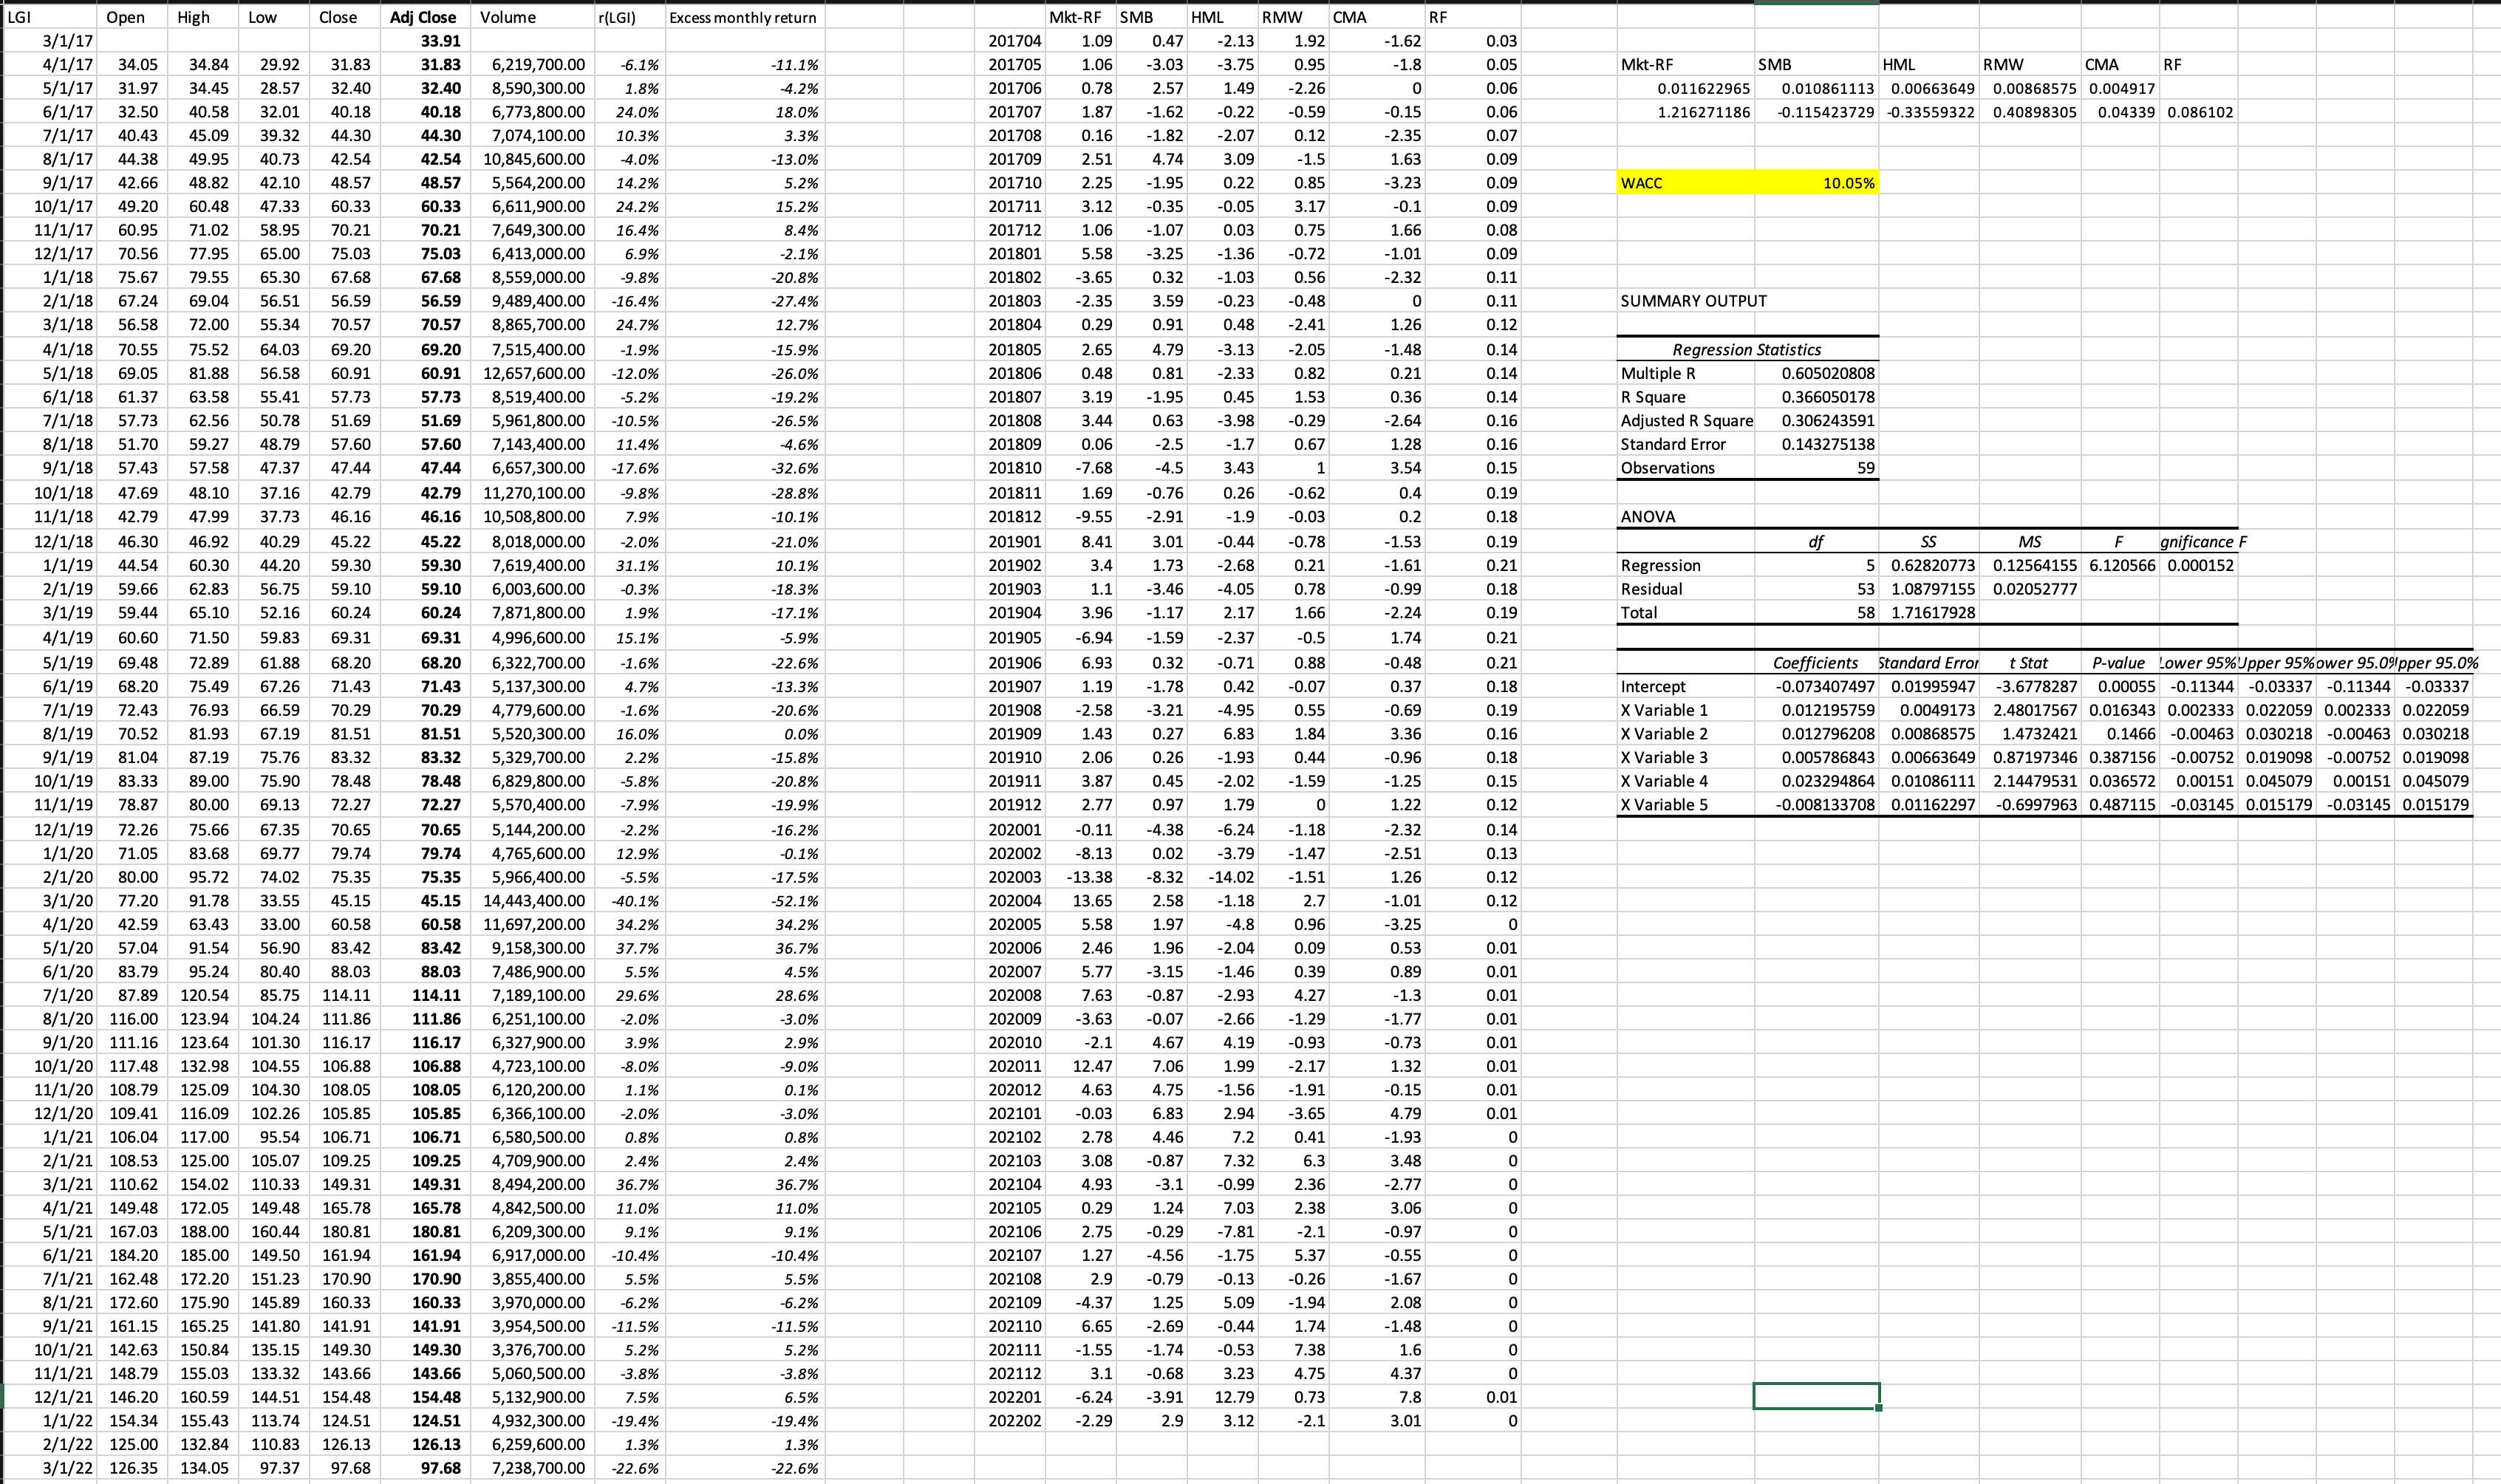 LGI Open High Low Close Adj Close Volume r(LGI) Excess monthly return Mkt-RF SMB HML RMW CMA RF
3/1/17 33.91 201704 1.09 0.47 -2.13 1.92 -1.62 0.03
4/1/17 34.05 34.84 29.92 31.83 31.83 6,219,700.00 -6.1% -11.1% 201705 1.06 -3.03 -3.75 0.95 -1.8 0.05 Mkt-RF SMB HML RMW CMA RF
5/1/17 31.97 34.45 28.57 32.40 32.40 8,590,300.00 1.8% -4.2% 201706 0.78 2.57 1.49 -2.26 0 0.06 0.011622965 0.010861113 0.00663649 0.00868575 0.004917
6/1/17 32.50 40.58 32.01 40.18 40.18 6,773,800.00 24.0% 18.0% 201707 1.87 -1.62 -0.22 -0.59 -0.15 0.06 1.216271186 -0.115423729 -0.33559322 0.40898305 0.04339 0.086102
7/1/17 40.43 45.09 39.32 44.30 44.30 7,074,100.00 10.3% 3.3% 201708 0.16 -1.82 -2.07 0.12 -2.35 0.07
8/1/17 44.38 49.95 40.73 42.54 42.54 10,845,600.00 -4.0% -13.0% 201709 2.51 4.74 3.09 -1.5 1.63 0.09
9/1/17 42.66 48.82 42.10 48.57 48.57 5,564,200.00 14.2% 5.2% 201710 2.25 -1.95 0.22 0.85 -3.23 0.09 WACC 10.05%
10/1/17 49.20 60.48 47.33 60.33 60.33 6,611,900.00 24.2% 15.2% 201711 3.12 -0.35 -0.05 3.17 -0.1 0.09
11/1/17 60.95 71.02 58.95 70.21 70.21 7,649,300.00 16.4% 8.4% 201712 1.06 -1.07 0.03 0.75 1.66 0.08
12/1/17 70.56 77.95 65.00 75.03 75.03 6,413,000.00 6.9% -2.1% 201801 5.58 -3.25 -1.36 -0.72 -1.01 0.09
1/1/18 75.67 79.55 65.30 67.68 67.68 8,559,000.00 -9.8% -20.8% 201802 -3.65 0.32 -1.03 0.56 -2.32 0.11
2/1/18 67.24 69.04 56.51 56.59 56.59 9,489,400.00 -16.4% -27.4% 201803 -2.35 3.59 -0.23 -0.48 0 0.11 SUMMARY OUTPUT
3/1/18 56.58 72.00 55.34 70.57 70.57 8,865,700.00 24.7% 12.7% 201804 0.29 0.91 0.48 -2.41 1.26 0.12
4/1/18 70.55 75.52 64.03 69.20 69.20 7,515,400.00 -1.9% -15.9% 201805 2.65 4.79 -3.13 -2.05 -1.48 0.14 Regression Statistics
5/1/18 69.05 81.88 56.58 60.91 60.91 12,657,600.00 -12.0% -26.0% 201806 0.48 0.81 -2.33 0.82 0.21 0.14 Multiple R 0.605020808
6/1/18 61.37 63.58 55.41 57.73 57.73 8,519,400.00 -5.2% -19.2% 201807 3.19 -1.95 0.45 1.53 0.36 0.14 R Square 0.366050178
7/1/18 57.73 62.56 50.78 51.69 51.69 5,961,800.00 -10.5% -26.5% 201808 3.44 0.63 -3.98 -0.29 -2.64 0.16 Adjusted R Square 0.306243591
8/1/18 51.70 59.27 48.79 57.60 57.60 7,143,400.00 11.4% -4.6% 201809 0.06 -2.5 -1.7 0.67 1.28 0.16 Standard Error 0.143275138
9/1/18 57.43 57.58 47.37 47.44 47.44 6,657,300.00 -17.6% -32.6% 201810 -7.68 -4.5 3.43 1 3.54 0.15 Observations 59
10/1/18 47.69 48.10 37.16 42.79 42.79 11,270,100.00 -9.8% -28.8% 201811 1.69 -0.76 0.26 -0.62 0.4 0.19
11/1/18 42.79 47.99 37.73 46.16 46.16 10,508,800.00 7.9% -10.1% 201812 -9.55 -2.91 -1.9 -0.03 0.2 0.18 ANOVA
12/1/18 46.30 46.92 40.29 45.22 45.22 8,018,000.00 -2.0% -21.0% 201901 8.41 3.01 -0.44 -0.78 -1.53 0.19 df SS MS F gnificance F
1/1/19 44.54 60.30 44.20 59.30 59.30 7,619,400.00 31.1% 10.1% 201902 3.4 1.73 -2.68 0.21 -1.61 0.21 Regression 5 0.62820773 0.12564155 6.120566 0.000152
2/1/19 59.66 62.83 56.75 59.10 59.10 6,003,600.00 -0.3% -18.3% 201903 1.1 -3.46 -4.05 0.78 -0.99 0.18 Residual 53 1.08797155 0.02052777
3/1/19 59.44 65.10 52.16 60.24 60.24 7,871,800.00 1.9% -17.1% 201904 3.96 -1.17 2.17 1.66 -2.24 0.19 Total 58 1.71617928
4/1/19 60.60 71.50 59.83 69.31 69.31 4,996,600.00 15.1% -5.9% 201905 -6.94 -1.59 -2.37 -0.5 1.74 0.21
5/1/19 69.48 72.89 61.88 68.20 68.20 6,322,700.00 -1.6% -22.6% 201906 6.93 0.32 -0.71 0.88 -0.48 0.21 Coefficients Standard Error t Stat P-value Lower 95% Upper 95% ower 95.0% pper 95.0%
6/1/19 68.20 75.49 67.26 71.43 71.43 5,137,300.00 4.7% -13.3% 201907 1.19 -1.78 0.42 -0.07 0.37 0.18 Intercept -0.073407497 0.01995947 -3.6778287 0.00055 -0.11344 -0.03337 -0.11344 -0.03337
7/1/19 72.43 76.93 66.59 70.29 70.29 4,779,600.00 -1.6% -20.6% 201908 -2.58 -3.21 -4.95 0.55 -0.69 0.19 X Variable 1 0.012195759 0.0049173 2.48017567 0.016343 0.002333 0.022059 0.002333 0.022059
8/1/19 70.52 81.93 67.19 81.51 81.51 5,520,300.00 16.0% 0.0% 201909 1.43 0.27 6.83 1.84 3.36 0.16 X Variable 2 0.012796208 0.00868575 1.4732421 0.1466 -0.00463 0.030218 -0.00463 0.030218
9/1/19 81.04 87.19 75.76 83.32 83.32 5,329,700.00 2.2% -15.8% 201910 2.06 0.26 -1.93 0.44 -0.96 0.18 X Variable 3 0.005786843 0.00663649 0.87197346 0.387156 -0.00752 0.019098 -0.00752 0.019098
10/1/19 83.33 89.00 75.90 78.48 78.48 6,829,800.00 -5.8% -20.8% 201911 3.87 0.45 -2.02 -1.59 -1.25 0.15 X Variable 4 0.023294864 0.01086111 2.14479531 0.036572 0.00151 0.045079 0.00151 0.045079
11/1/19 78.87 80.00 69.13 72.27 72.27 5,570,400.00 -7.9% -19.9% 201912 2.77 0.97 1.79 0 1.22 0.12 X Variable 5 -0.008133708 0.01162297 -0.6997963 0.487115 -0.03145 0.015179 -0.03145 0.015179
12/1/19 72.26 75.66 67.35 70.65 70.65 5,144,200.00 -2.2% -16.2% 202001 -0.11 -4.38 -6.24 -1.18 -2.32 0.14
1/1/20 71.05 83.68 69.77 79.74 79.74 4,765,600.00 12.9% -0.1% 202002 -8.13 0.02 -3.79 -1.47 -2.51 0.13
2/1/20 80.00 95.72 74.02 75.35 75.35 5,966,400.00 -5.5% -17.5% 202003 -13.38 -8.32 -14.02 -1.51 1.26 0.12
3/1/20 77.20 91.78 33.55 45.15 45.15 14,443,400.00 -40.1% -52.1% 202004 13.65 2.58 -1.18 2.7 -1.01 0.12
4/1/20 42.59 63.43 33.00 60.58 60.58 11,697,200.00 34.2% 34.2% 202005 5.58 1.97 -4.8 0.96 -3.25 0
5/1/20 57.04 91.54 56.90 83.42 83.42 9,158,300.00 37.7% 36.7% 202006 2.46 1.96 -2.04 0.09 0.53 0.01
6/1/20 83.79 95.24 80.40 88.03 88.03 7,486,900.00 5.5% 4.5% 202007 5.77 -3.15 -1.46 0.39 0.89 0.01
7/1/20 87.89 120.54 85.75 114.11 114.11 7,189,100.00 29.6% 28.6% 202008 7.63 -0.87 -2.93 4.27 -1.3 0.01
8/1/20 116.00 123.94 104.24 111.86 111.86 6,251,100.00 -2.0% -3.0% 202009 -3.63 -0.07 -2.66 -1.29 -1.77 0.01
9/1/20 111.16 123.64 101.30 116.17 116.17 6,327,900.00 3.9% 2.9% 202010 -2.1 4.67 4.19 -0.93 -0.73 0.01
10/1/20 117.48 132.98 104.55 106.88 106.88 4,723,100.00 -8.0% -9.0% 202011 12.47 7.06 1.99 -2.17 1.32 0.01
11/1/20 108.79 125.09 104.30 108.05 108.05 6,120,200.00 1.1% 0.1% 202012 4.63 4.75 -1.56 -1.91 -0.15 0.01
12/1/20 109.41 116.09 102.26 105.85 105.85 6,366,100.00 -2.0% -3.0% 202101 -0.03 6.83 2.94 -3.65 4.79 0.01
1/1/21 106.04 117.00 95.54 106.71 106.71 6,580,500.00 0.8% 0.8% 202102 2.78 4.46 7.2 0.41 -1.93 0
2/1/21 108.53 125.00 105.07 109.25 109.25 4,709,900.00 2.4% 2.4% 202103 3.08 -0.87 7.32 6.3 3.48 0
3/1/21 110.62 154.02 110.33 149.31 149.31 8,494,200.00 36.7% 36.7% 202104 4.93 -3.1 -0.99 2.36 -2.77 0
4/1/21 149.48 172.05 149.48 165.78 165.78 4,842,500.00 11.0% 11.0% 202105 0.29 1.24 7.03 2.38 3.06 0
5/1/21 167.03 188.00 160.44 180.81 180.81 6,209,300.00 9.1% 9.1% 202106 2.75 -0.29 -7.81 -2.1 -0.97 0
6/1/21 184.20 185.00 149.50 161.94 161.94 6,917,000.00 -10.4% -10.4% 202107 1.27 -4.56 -1.75 5.37 -0.55 0
7/1/21 162.48 172.20 151.23 170.90 170.90 3,855,400.00 5.5% 5.5% 202108 2.9 -0.79 -0.13 -0.26 -1.67 0
8/1/21 172.60 175.90 145.89 160.33 160.33 3,970,000.00 -6.2% -6.2% 202109 -4.37 1.25 5.09 -1.94 2.08 0
9/1/21 161.15 165.25 141.80 141.91 141.91 3,954,500.00 -11.5% -11.5% 202110 6.65 -2.69 -0.44 1.74 -1.48 0
10/1/21 142.63 150.84 135.15 149.30 149.30 3,376,700.00 5.2% 5.2% 202111 -1.55 -1.74 -0.53 7.38 1.6 0
11/1/21 148.79 155.03 133.32 143.66 143.66 5,060,500.00 -3.8% -3.8% 202112 3.1 -0.68 3.23 4.75 4.37 0
12/1/21 146.20 160.59 144.51 154.48 154.48 5,132,900.00 7.5% 6.5% 202201 -6.24 -3.91 12.79 0.73 7.8 0.01
1/1/22 154.34 155.43 113.74 124.51 124.51 4,932,300.00 -19.4% -19.4% 202202 -2.29 2.9 3.12 -2.1 3.01 0
2/1/22 125.00 132.84 110.83 126.13 126.13 6,259,600.00 1.3% 1.3%
3/1/22 126.35 134.05 97.37 97.68 97.68 7,238,700.00 -22.6% -22.6%